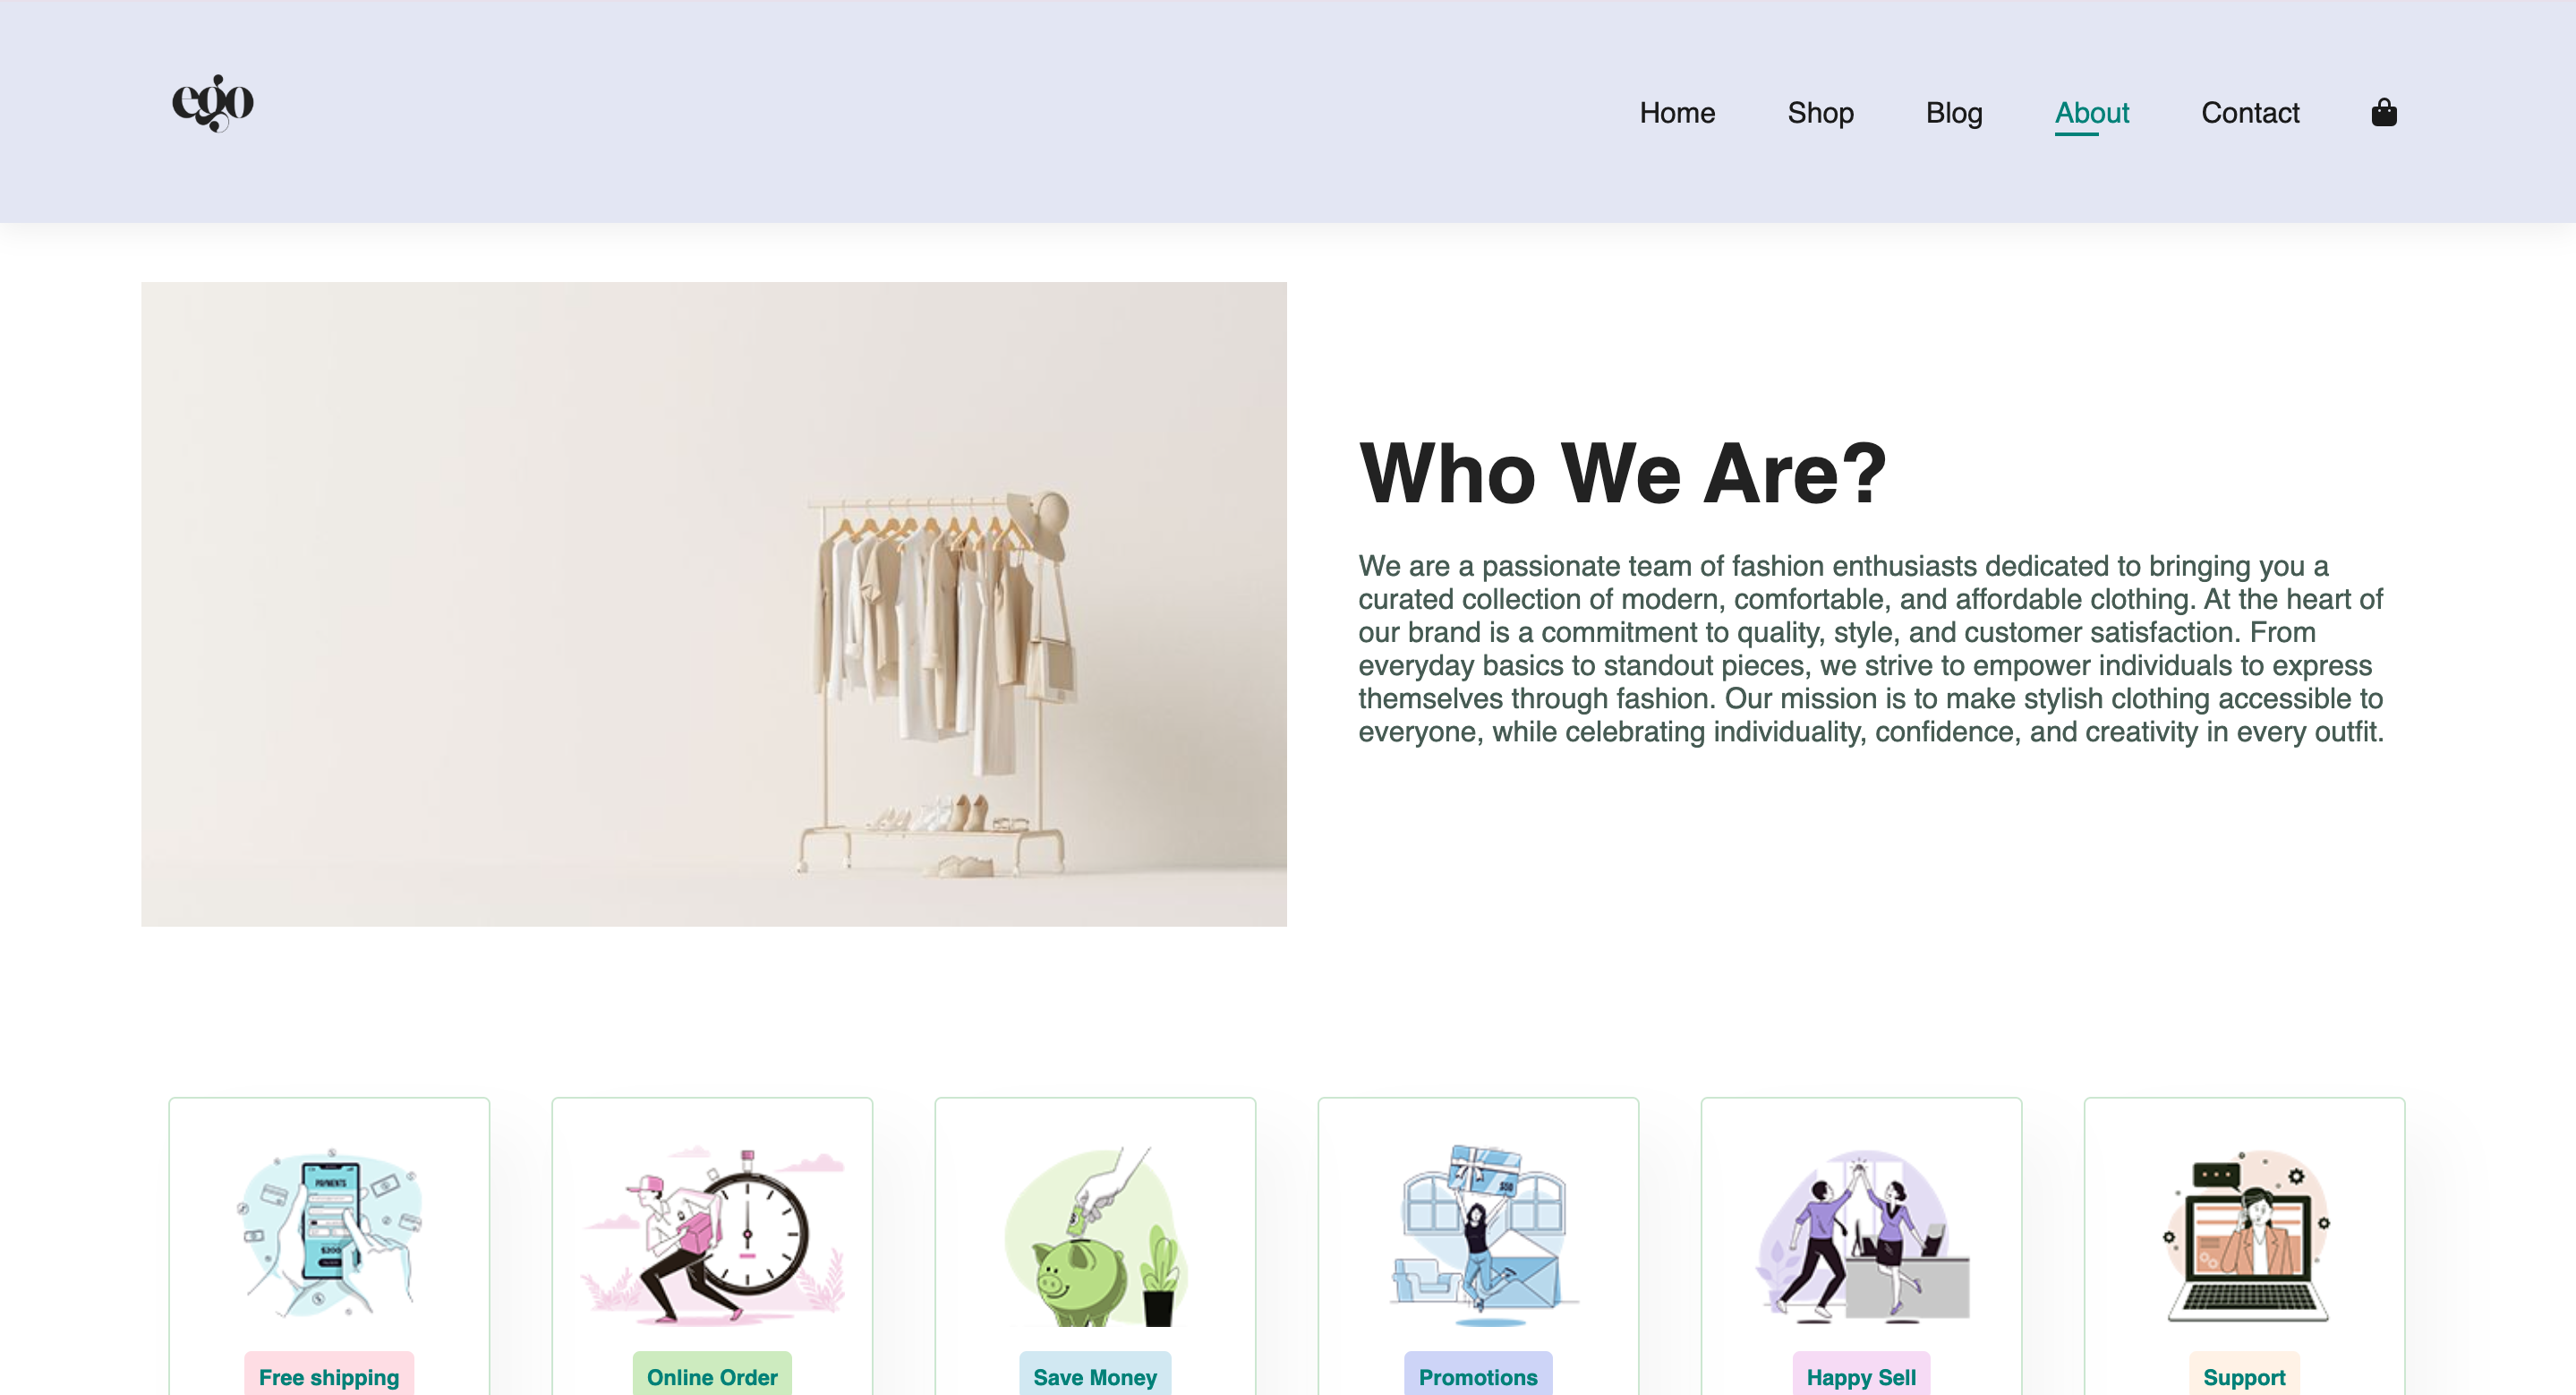 ego
Home Shop Blog About Contact
Who We Are?
We are a passionate team of fashion enthusiasts dedicated to bringing you a
curated collection of modern, comfortable, and affordable clothing. At the heart of
our brand is a commitment to quality, style, and customer satisfaction. From
everyday basics to standout pieces, we strive to empower individuals to express
themselves through fashion. Our mission is to make stylish clothing accessible to
everyone, while celebrating individuality, confidence, and creativity in every outfit.
PAYMENTS
$200
$50
Free shipping
Online Order
Save Money
Promotions
Happy Sell
Support